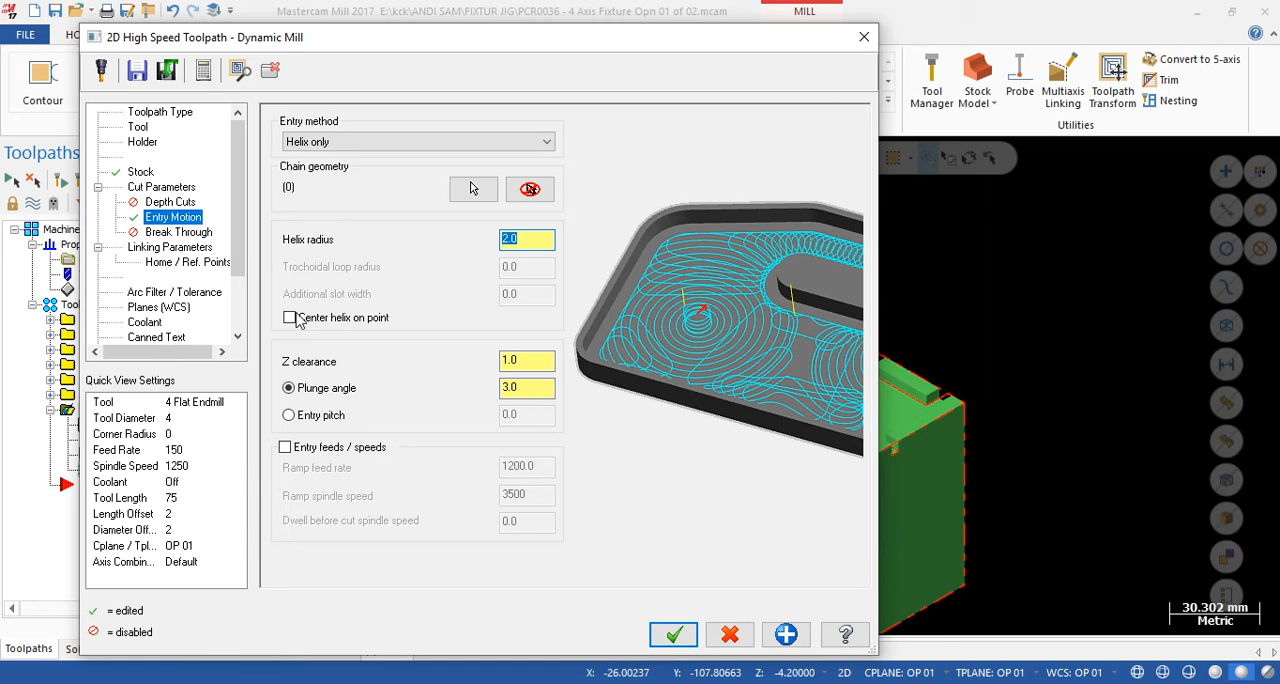 Mastercam Mill 2017 E:\kck\ANDI SAM\FIXTUR JIG\PCR0036 - 4 Axis Fixture Opn 01 of 02.mcam
MILL
FILE
HO
2D High Speed Toolpath - Dynamic Mill
Contour
Tool Manager
Stock Model
Probe
Multiaxis Linking
Toolpath Transform
Convert to 5-axis
Trim
Nesting
Utilities
Toolpaths
Machine
Prop
Tool
Toolpath Type
Tool
Holder
Stock
Cut Parameters
Depth Cuts
Entry Motion
Break Through
Linking Parameters
Home / Ref. Points
Arc Filter / Tolerance
Planes (WCS)
Coolant
Canned Text
Quick View Settings
Tool 4 Flat Endmill
Tool Diameter 4
Corner Radius 0
Feed Rate 150
Spindle Speed 1250
Coolant Off
Tool Length 75
Length Offset 2
Diameter Off... 2
Cplane / Tpl... OP 01
Axis Combin... Default
= edited
= disabled
Entry method
Helix only
Chain geometry
(0)
Helix radius 2.0
Trochoidal loop radius 0.0
Additional slot width 0.0
Center helix on point
Z clearance 1.0
Plunge angle 3.0
Entry pitch 0.0
Entry feeds / speeds
Ramp feed rate 1200.0
Ramp spindle speed 3500
Dwell before cut spindle speed 0.0
30.302 mm
Metric
Toolpaths
So
X: -26.00237 Y: -107.80663 Z: -4.20000 2D CPLANE: OP 01 TPLANE: OP 01 WCS: OP 01